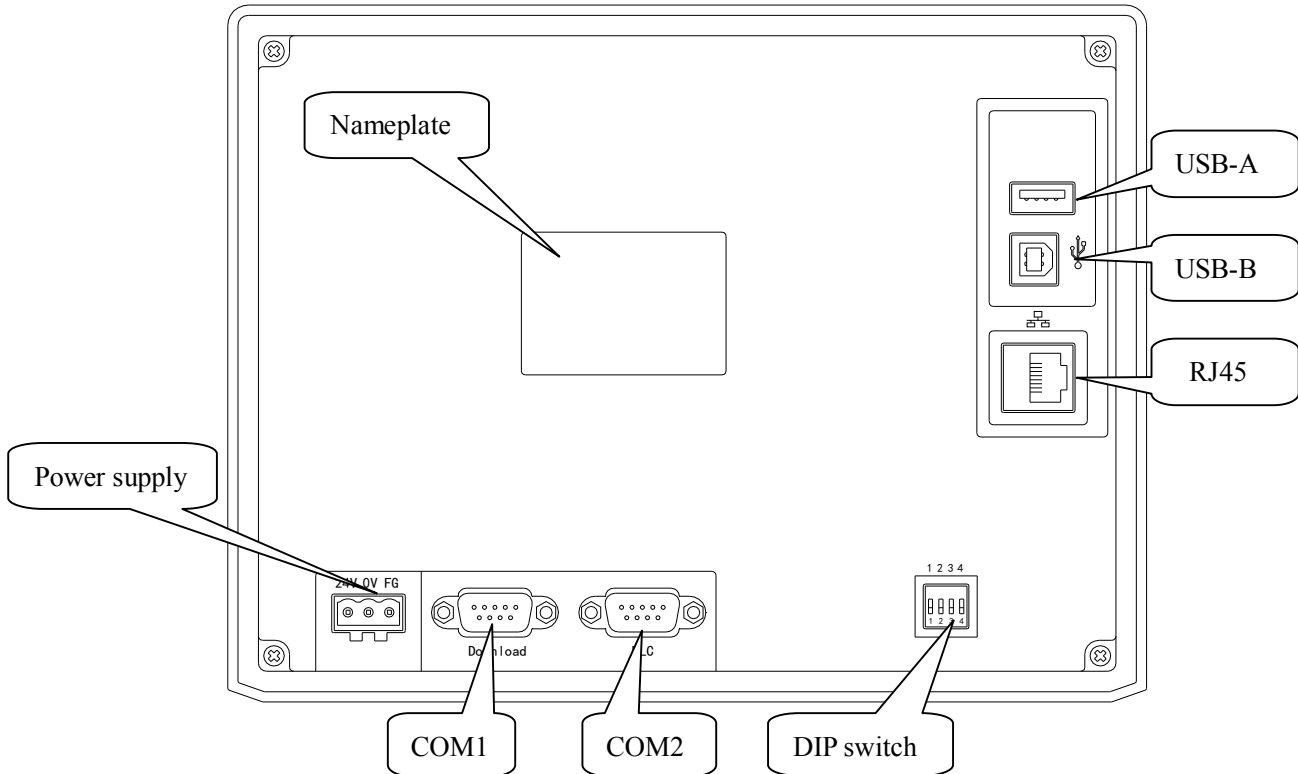 Nameplate
USB-A
USB-B
RJ45
Power supply
24V 0V FG
1 2 3 4
1 2 3 4
Download
PLC
COM1
COM2
DIP switch